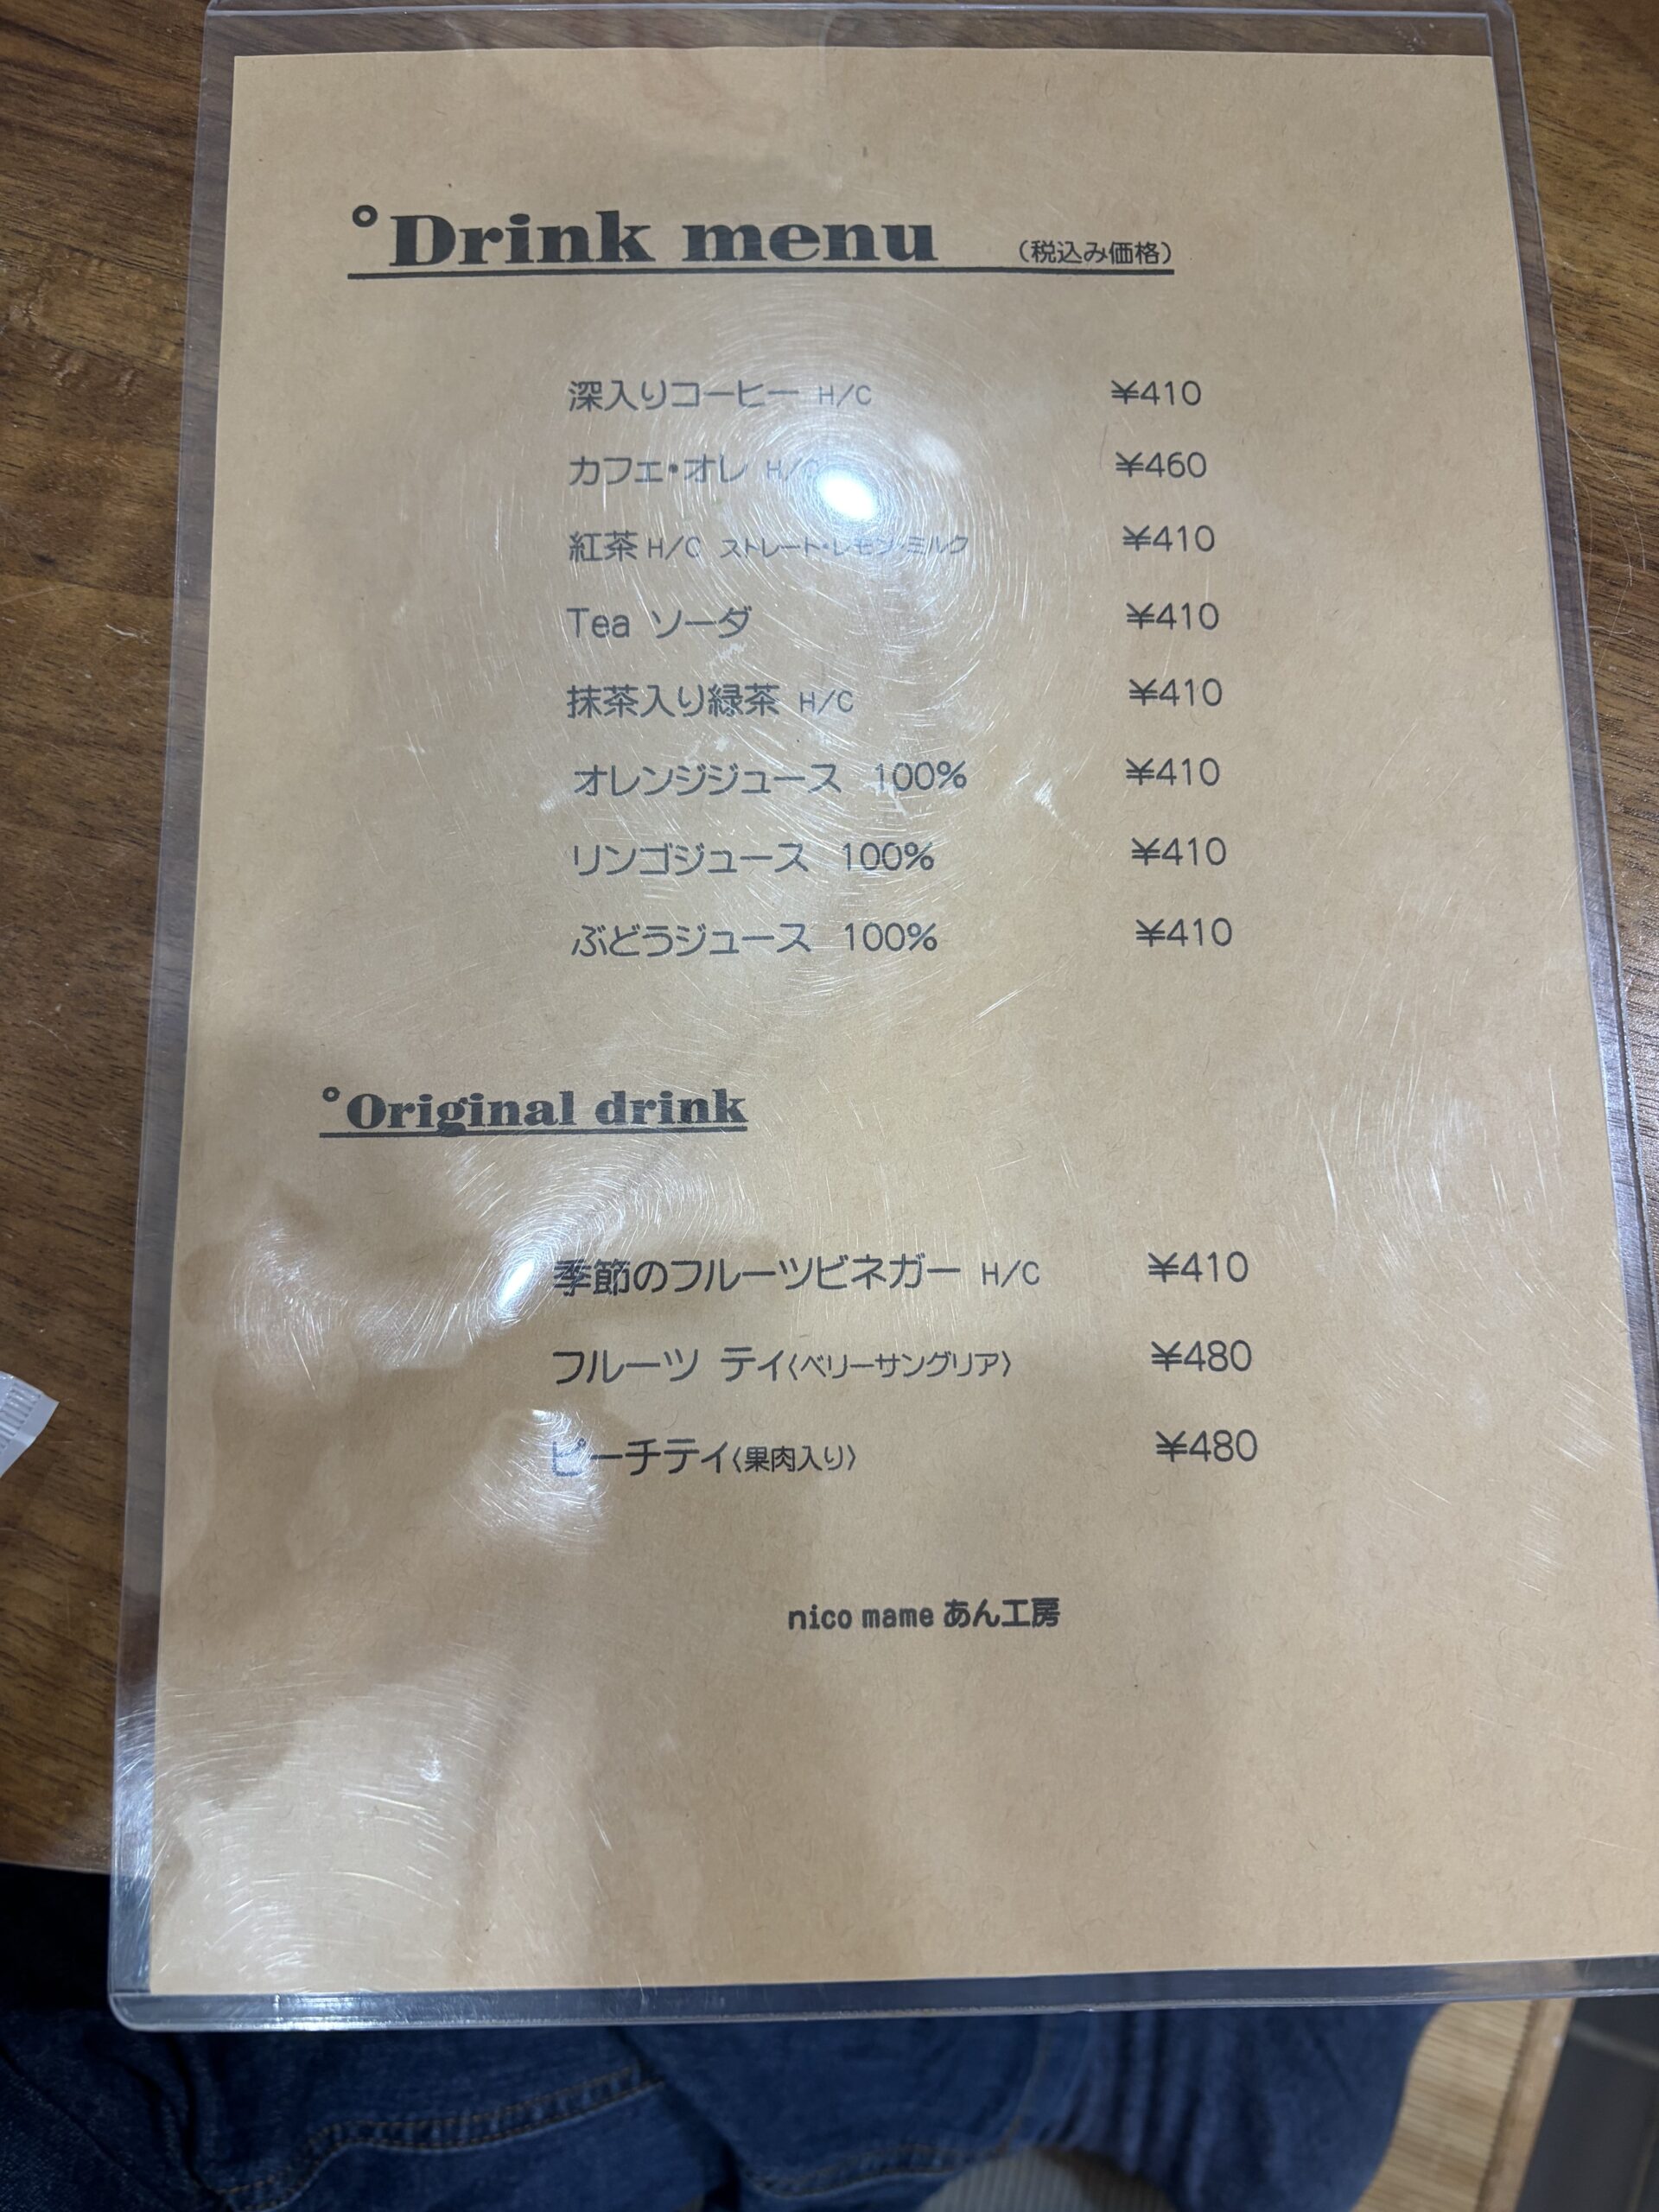 °Drink menu （税込み価格）
深入りコーヒー H/C ¥410
カフェ・オレ H/C ¥460
紅茶 H/C ストレート・レモン・ミルク ¥410
Tea ソーダ ¥410
抹茶入り緑茶 H/C ¥410
オレンジジュース 100% ¥410
リンゴジュース 100% ¥410
ぶどうジュース 100% ¥410
°Original drink
季節のフルーツビネガー H/C ¥410
フルーツ ティ〈ベリーサングリア〉 ¥480
ピーチティ〈果肉入り〉 ¥480
nico mame あん工房